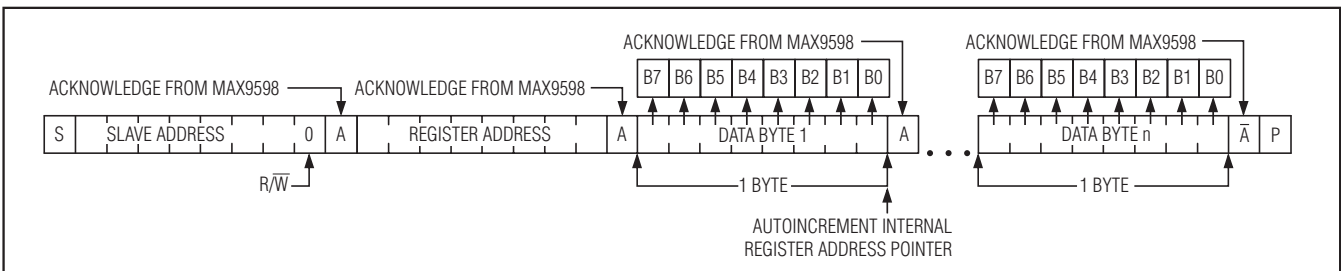 ACKNOWLEDGE FROM MAX9598 ACKNOWLEDGE FROM MAX9598
B7 B6 B5 B4 B3 B2 B1 B0 B7 B6 B5 B4 B3 B2 B1 B0
ACKNOWLEDGE FROM MAX9598 ACKNOWLEDGE FROM MAX9598
S SLAVE ADDRESS 0 A REGISTER ADDRESS A DATA BYTE 1 A • • • DATA BYTE n A̅ P
R/W̅ 1 BYTE 1 BYTE
AUTOINCREMENT INTERNAL
REGISTER ADDRESS POINTER